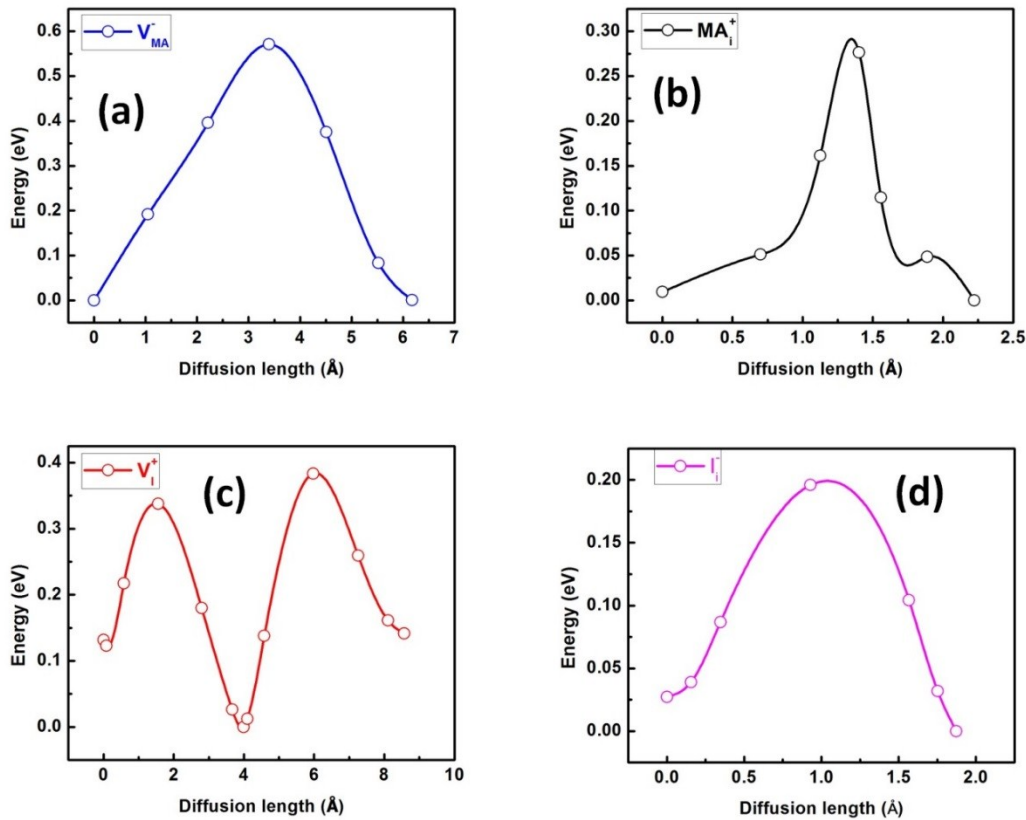 V⁻MA
(a)
0.6
0.5
0.4
0.3
0.2
0.1
0.0
Energy (eV)
0 1 2 3 4 5 6 7
Diffusion length (Å)
MA⁺i
(b)
0.30
0.25
0.20
0.15
0.10
0.05
0.00
Energy (eV)
0.0 0.5 1.0 1.5 2.0 2.5
Diffusion length (Å)
V⁺I
(c)
0.4
0.3
0.2
0.1
0.0
Energy (eV)
0 2 4 6 8 10
Diffusion length (Å)
I⁻i
(d)
0.20
0.15
0.10
0.05
0.00
Energy (eV)
0.0 0.5 1.0 1.5 2.0
Diffusion length (Å)